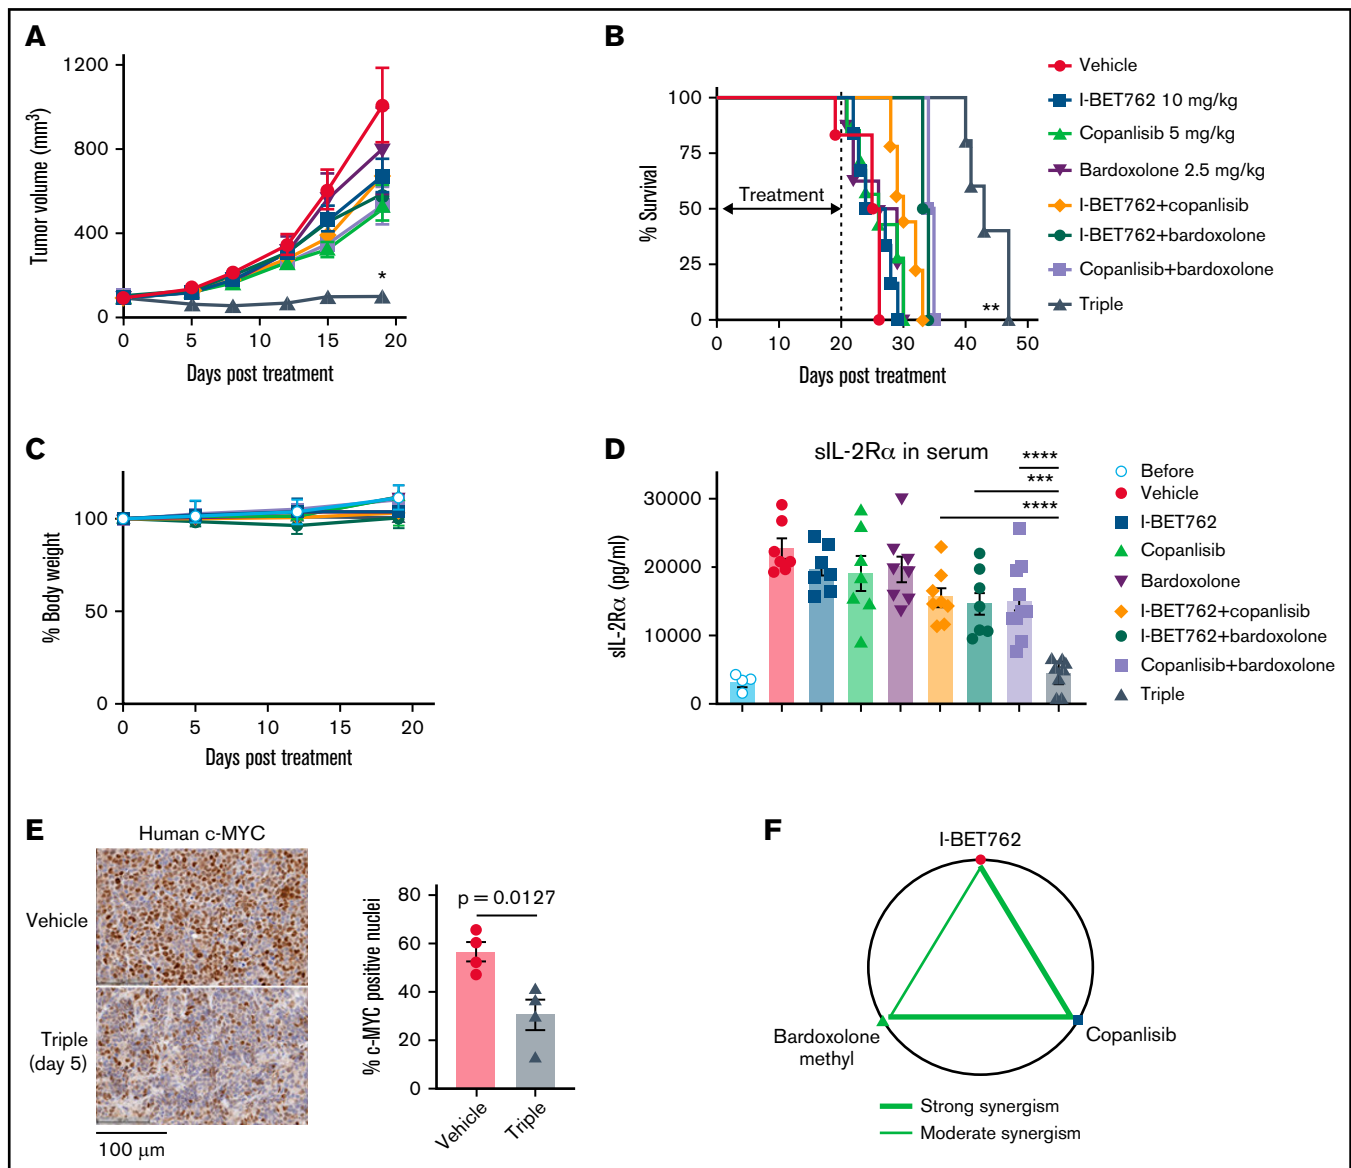 A
Tumor volume (mm³)
1200
800
400
0
*
0 5 10 15 20
Days post treatment
B
% Survival
100
75
50
25
0
Treatment
**
0 10 20 30 40 50
Days post treatment
Vehicle
I-BET762 10 mg/kg
Copanlisib 5 mg/kg
Bardoxolone 2.5 mg/kg
I-BET762+copanlisib
I-BET762+bardoxolone
Copanlisib+bardoxolone
Triple
C
% Body weight
100
50
0
0 5 10 15 20
Days post treatment
D
sIL-2Rα in serum
sIL-2Rα (pg/ml)
30000
20000
10000
0
****
***
****
Before
Vehicle
I-BET762
Copanlisib
Bardoxolone
I-BET762+copanlisib
I-BET762+bardoxolone
Copanlisib+bardoxolone
Triple
E
Human c-MYC
Vehicle
Triple
(day 5)
100 μm
% c-MYC positive nuclei
80
60
40
20
0
p = 0.0127
Vehicle
Triple
F
I-BET762
Bardoxolone
methyl
Copanlisib
Strong synergism
Moderate synergism